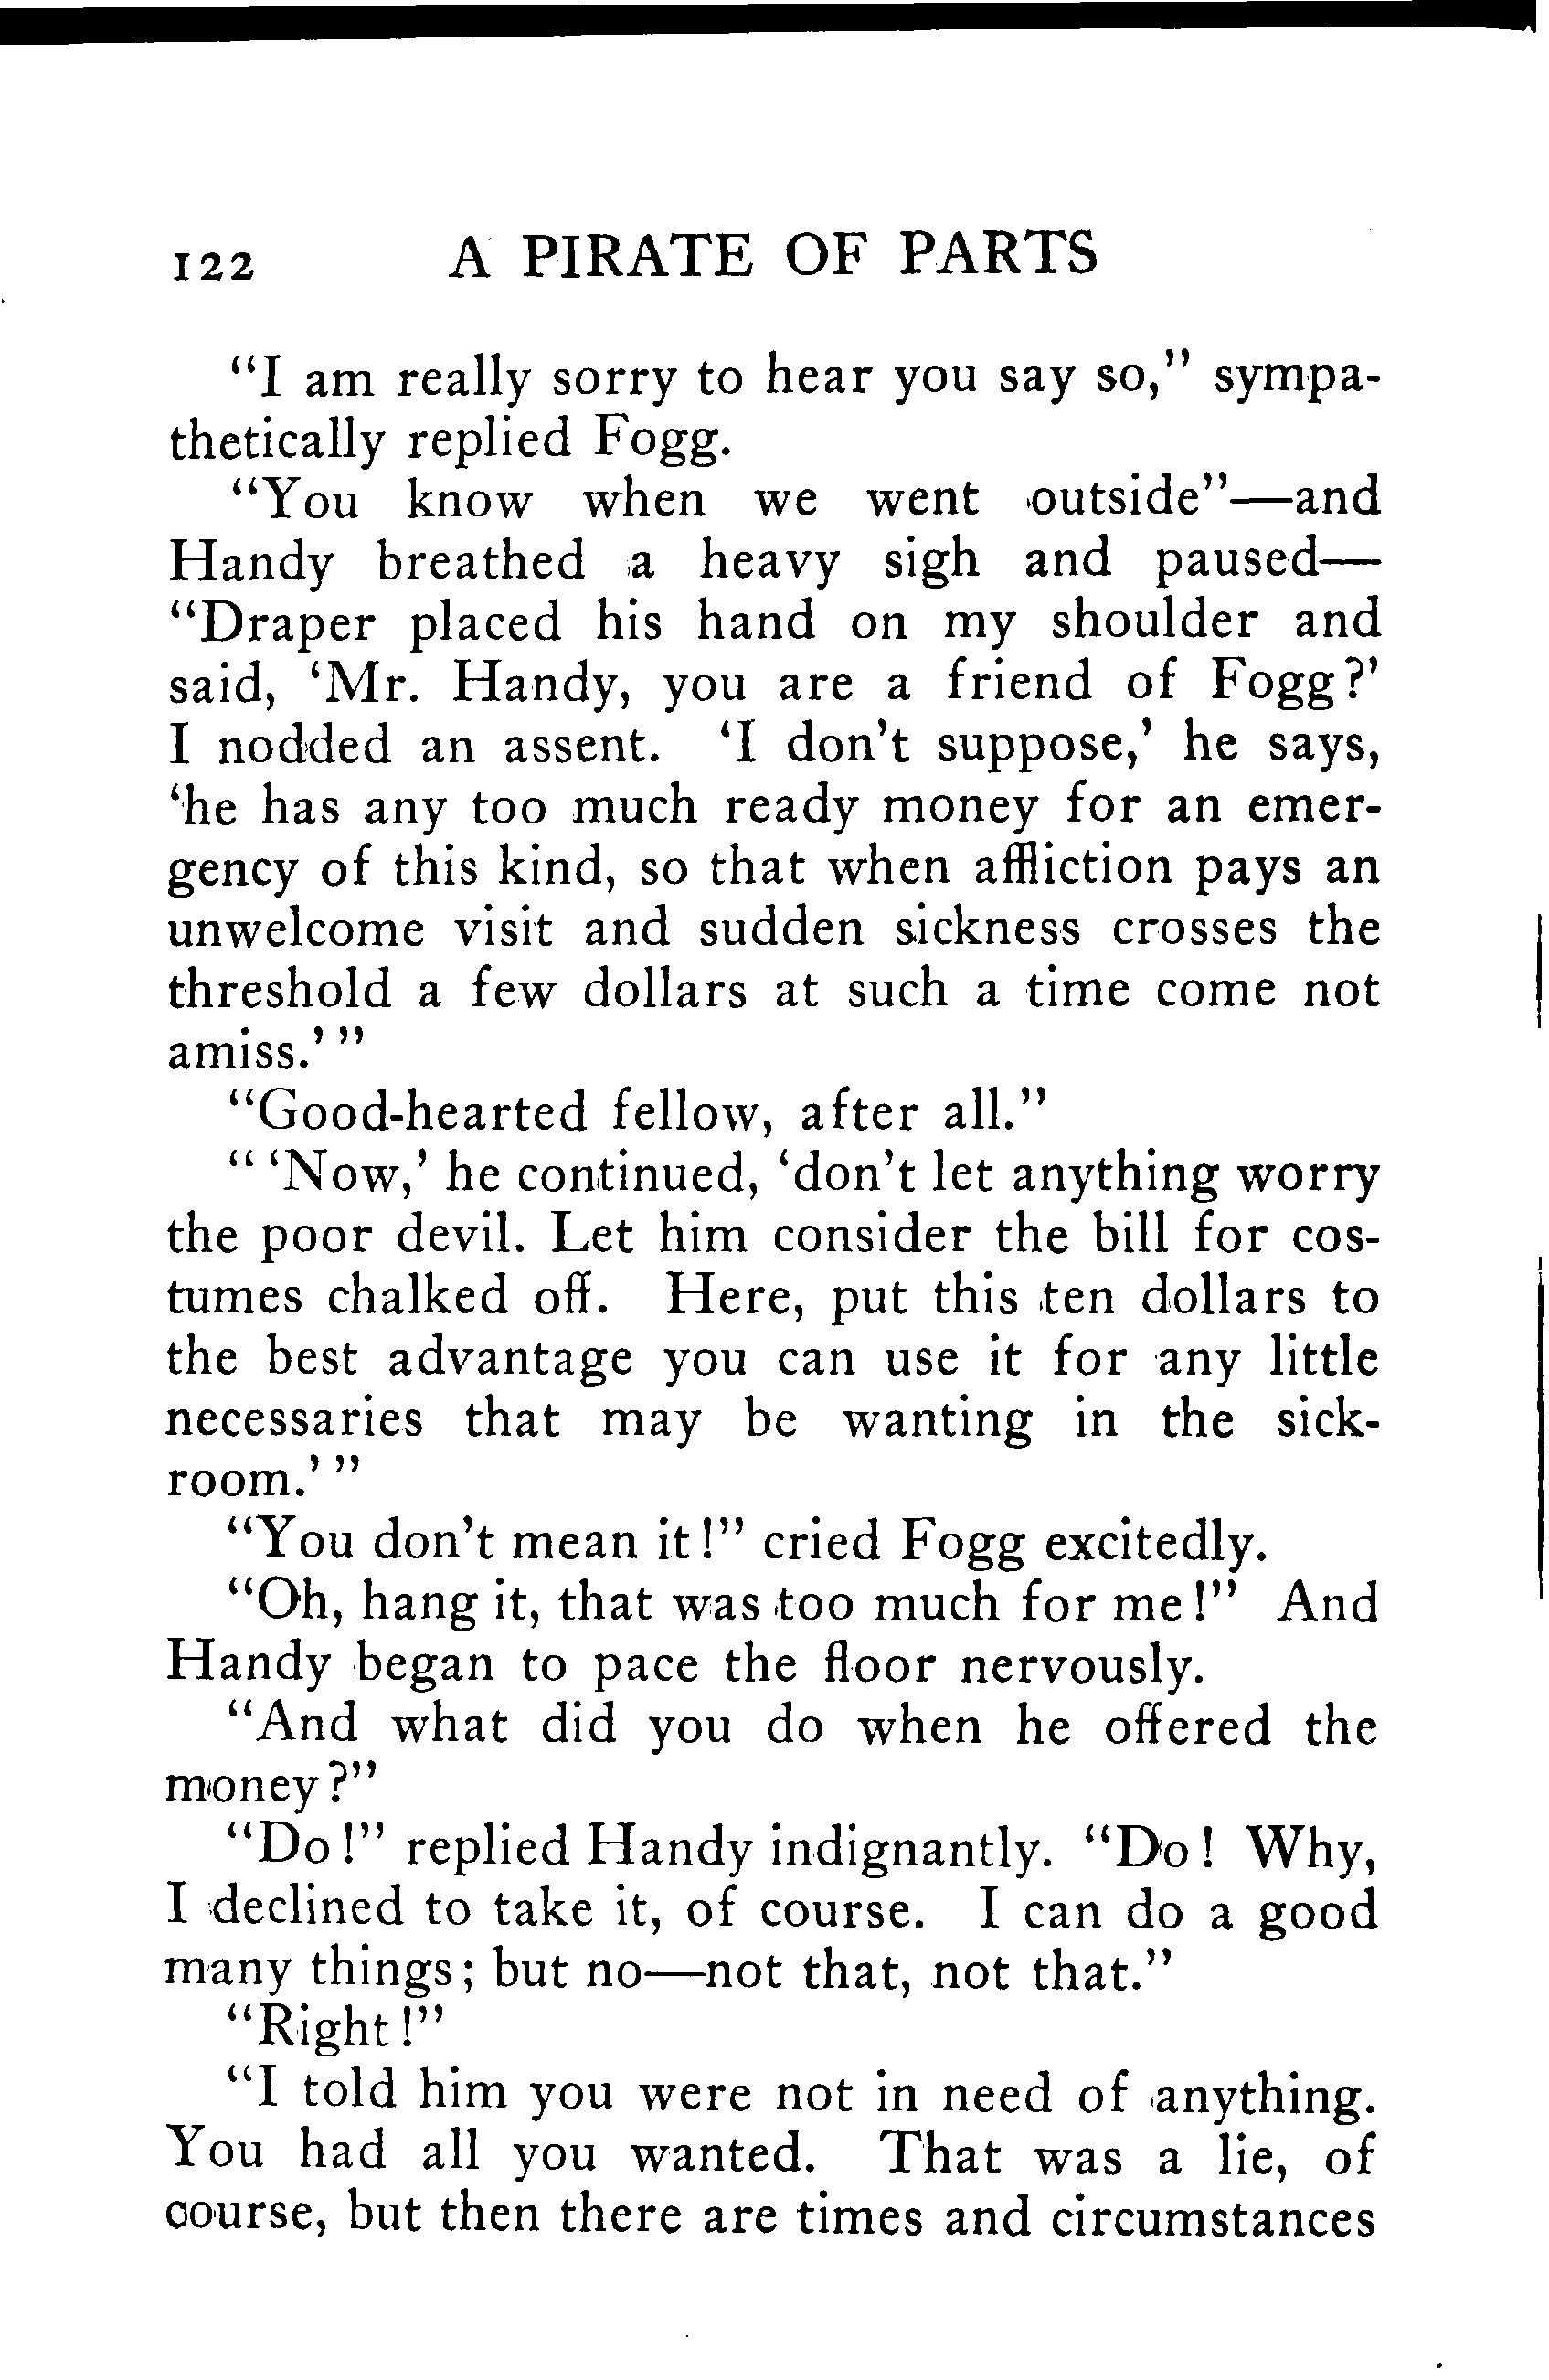 122 A PIRATE OF PARTS
“I am really sorry to hear you say so,” sympa-
thetically replied Fogg.
“You know when we went outside”—and
Handy breathed a heavy sigh and paused—
“Draper placed his hand on my shoulder and
said, ‘Mr. Handy, you are a friend of Fogg?’
I nodded an assent. ‘I don’t suppose,’ he says,
‘he has any too much ready money for an emer-
gency of this kind, so that when affliction pays an
unwelcome visit and sudden sickness crosses the
threshold a few dollars at such a time come not
amiss.’ ”
“Good-hearted fellow, after all.”
“ ‘Now,’ he continued, ‘don’t let anything worry
the poor devil. Let him consider the bill for cos-
tumes chalked off. Here, put this ten dollars to
the best advantage you can use it for any little
necessaries that may be wanting in the sick-
room.’ ”
“You don’t mean it!” cried Fogg excitedly.
“Oh, hang it, that was too much for me!” And
Handy began to pace the floor nervously.
“And what did you do when he offered the
money?”
“Do!” replied Handy indignantly. “Do! Why,
I declined to take it, of course. I can do a good
many things; but no—not that, not that.”
“Right!”
“I told him you were not in need of anything.
You had all you wanted. That was a lie, of
course, but then there are times and circumstances